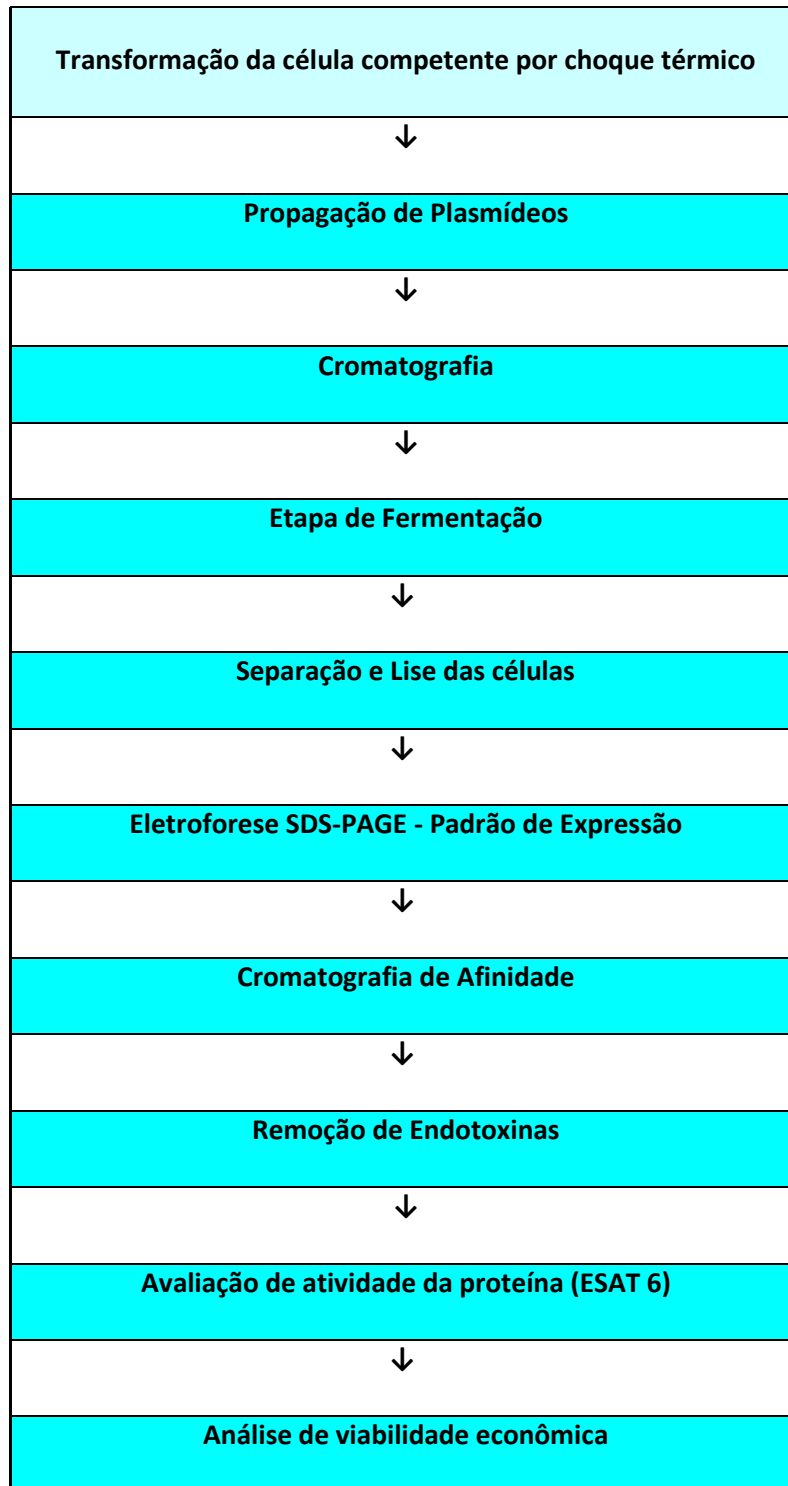 Transformação da célula competente por choque térmico
↓
Propagação de Plasmídeos
↓
Cromatografia
↓
Etapa de Fermentação
↓
Separação e Lise das células
↓
Eletroforese SDS-PAGE - Padrão de Expressão
↓
Cromatografia de Afinidade
↓
Remoção de Endotoxinas
↓
Avaliação de atividade da proteína (ESAT 6)
↓
Análise de viabilidade econômica